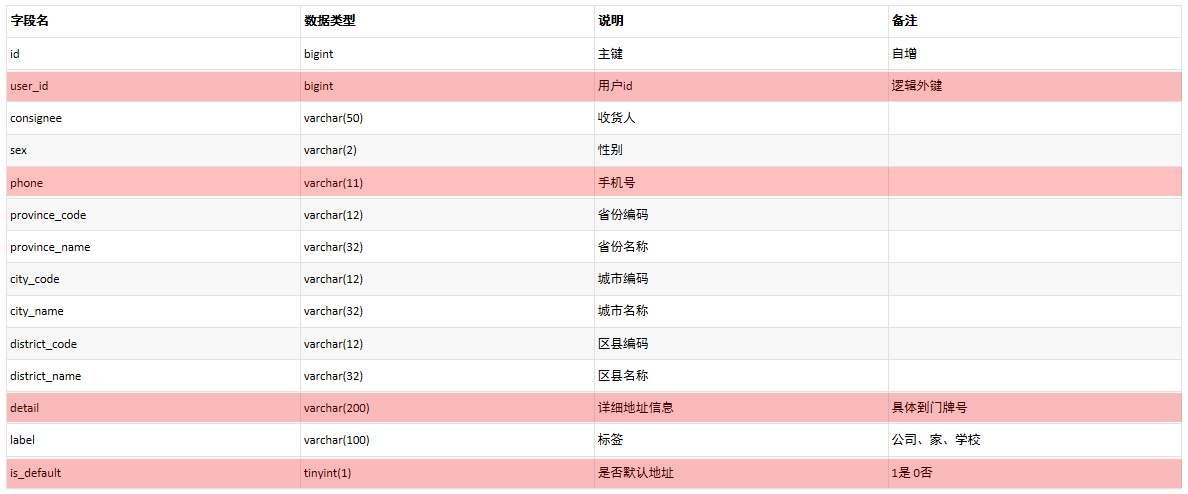 字段名 数据类型 说明 备注
id bigint 主键 自增
user_id bigint 用户id 逻辑外键
consignee varchar(50) 收货人
sex varchar(2) 性别
phone varchar(11) 手机号
province_code varchar(12) 省份编码
province_name varchar(32) 省份名称
city_code varchar(12) 城市编码
city_name varchar(32) 城市名称
district_code varchar(12) 区县编码
district_name varchar(32) 区县名称
detail varchar(200) 详细地址信息 具体到门牌号
label varchar(100) 标签 公司、家、学校
is_default tinyint(1) 是否默认地址 1是 0否